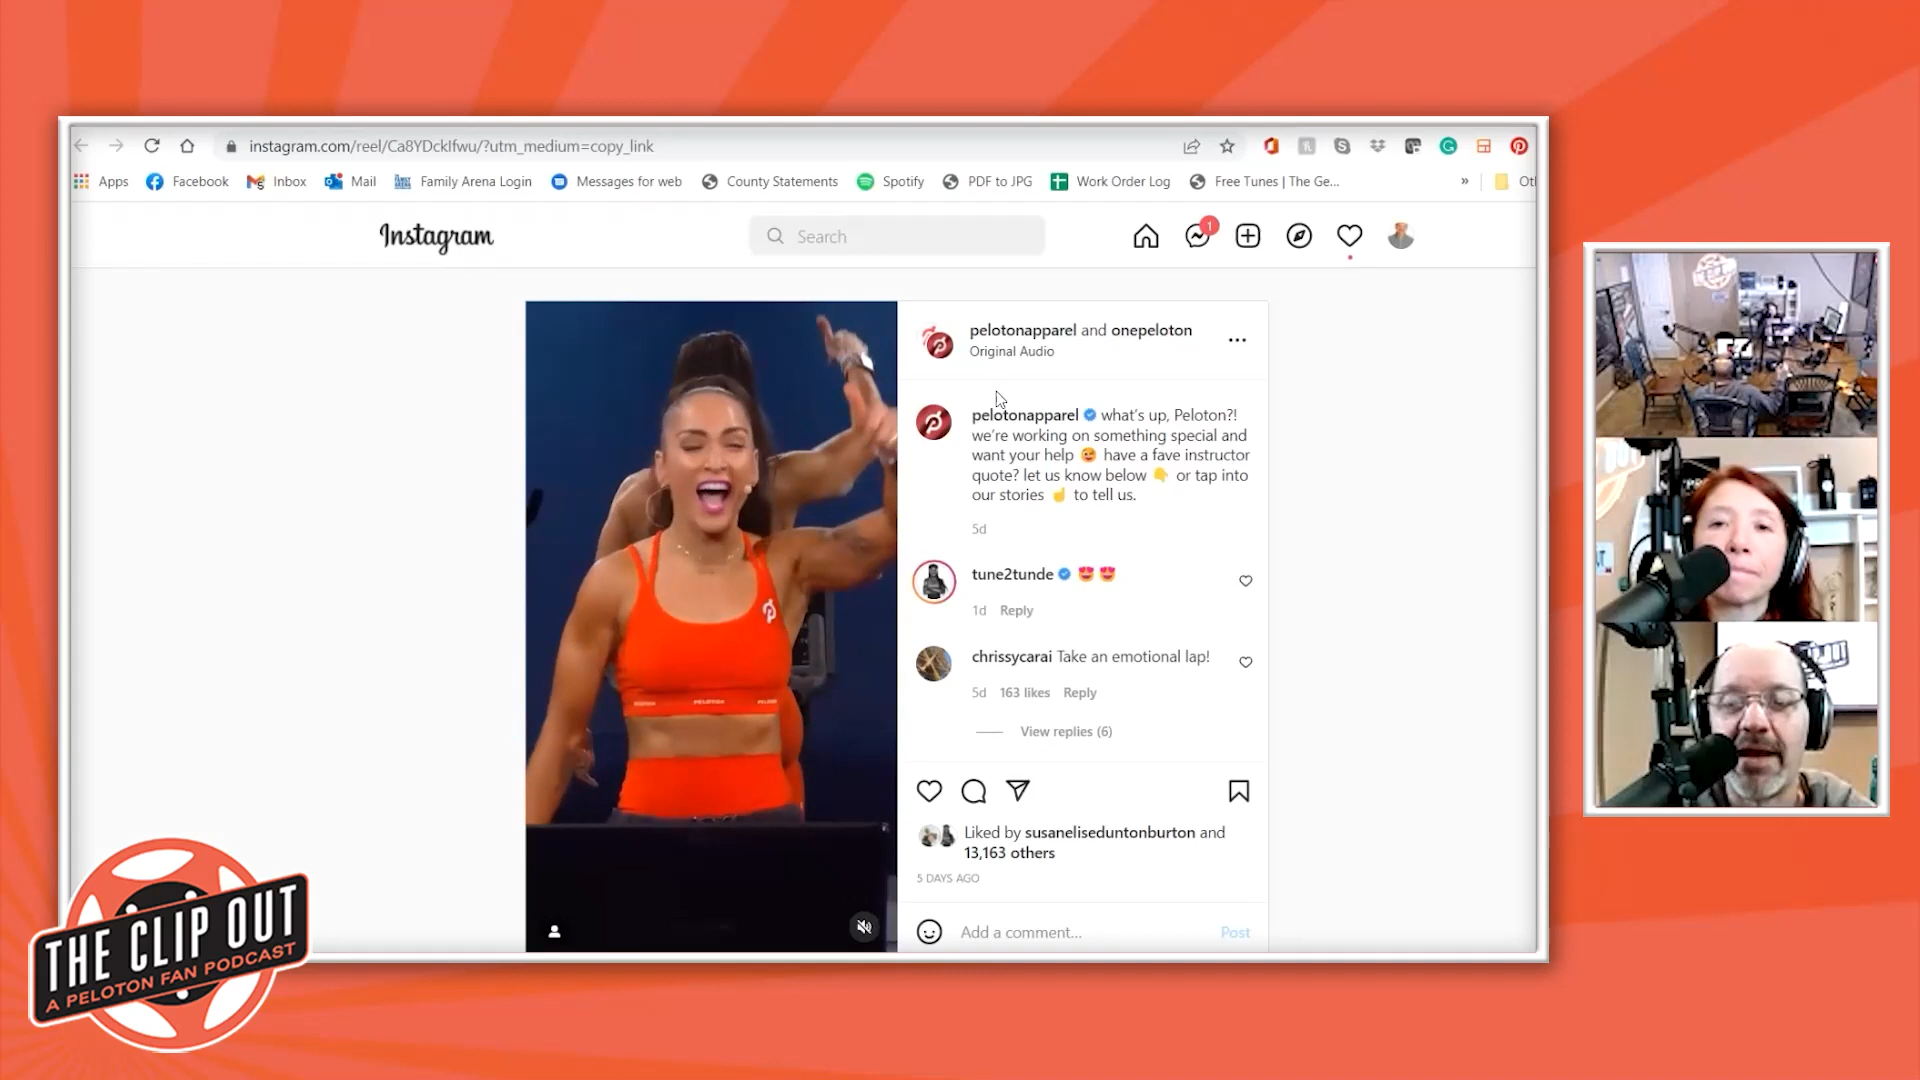 instagram.com/reel/Ca8YDckIfwu/?utm_medium=copy_link
Apps
Facebook
Inbox
Mail
Family Arena Login
Messages for web
County Statements
Spotify
PDF to JPG
Work Order Log
Free Tunes | The Ge...
»
Ot
Instagram
Search
1
pelotonapparel and onepeloton
Original Audio
...
pelotonapparel what's up, Peloton?!
we're working on something special and
want your help 😉 have a fave instructor
quote? let us know below 👇 or tap into
our stories ☝️ to tell us.
5d
tune2tunde 😍 😍
1d Reply
chrissycarai Take an emotional lap!
5d 163 likes Reply
View replies (6)
Liked by susaneliseduntonburton and
13,163 others
5 DAYS AGO
Add a comment...
Post
PELOTON
THE CLIP OUT
A PELOTON FAN PODCAST